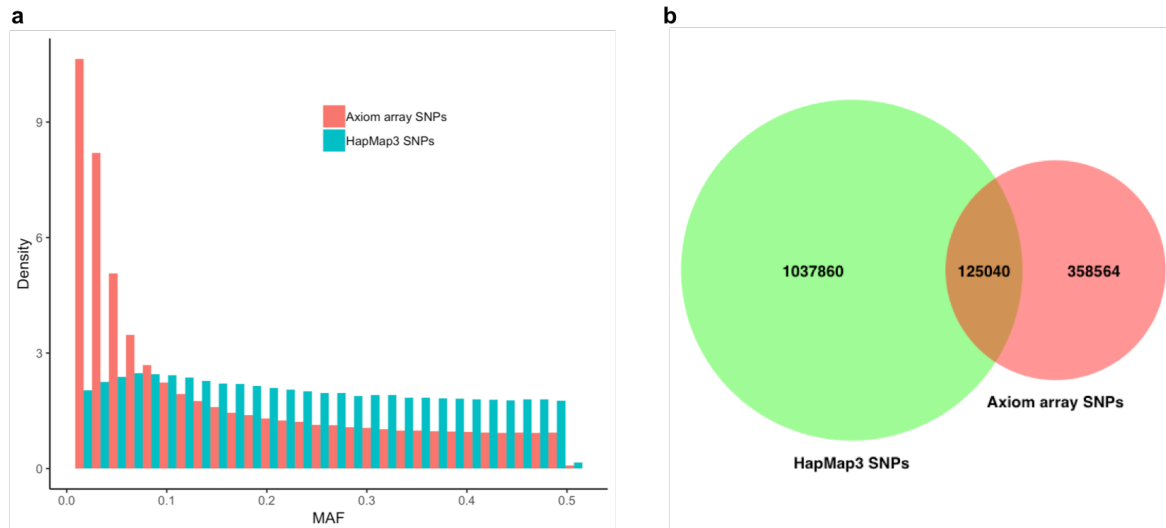 a
Axiom array SNPs
HapMap3 SNPs
Density
9
6
3
0
0.0 0.1 0.2 0.3 0.4 0.5
MAF
b
1037860 125040 358564
Axiom array SNPs
HapMap3 SNPs